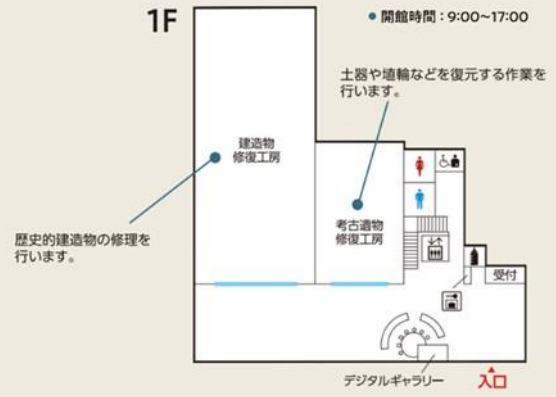 1F
• 開館時間：9:00～17:00
土器や埴輪などを復元する作業を
行います。
建造物
修復工房
考古遺物
修復工房
歴史的建造物の修理を
行います。
受付
デジタルギャラリー
入口